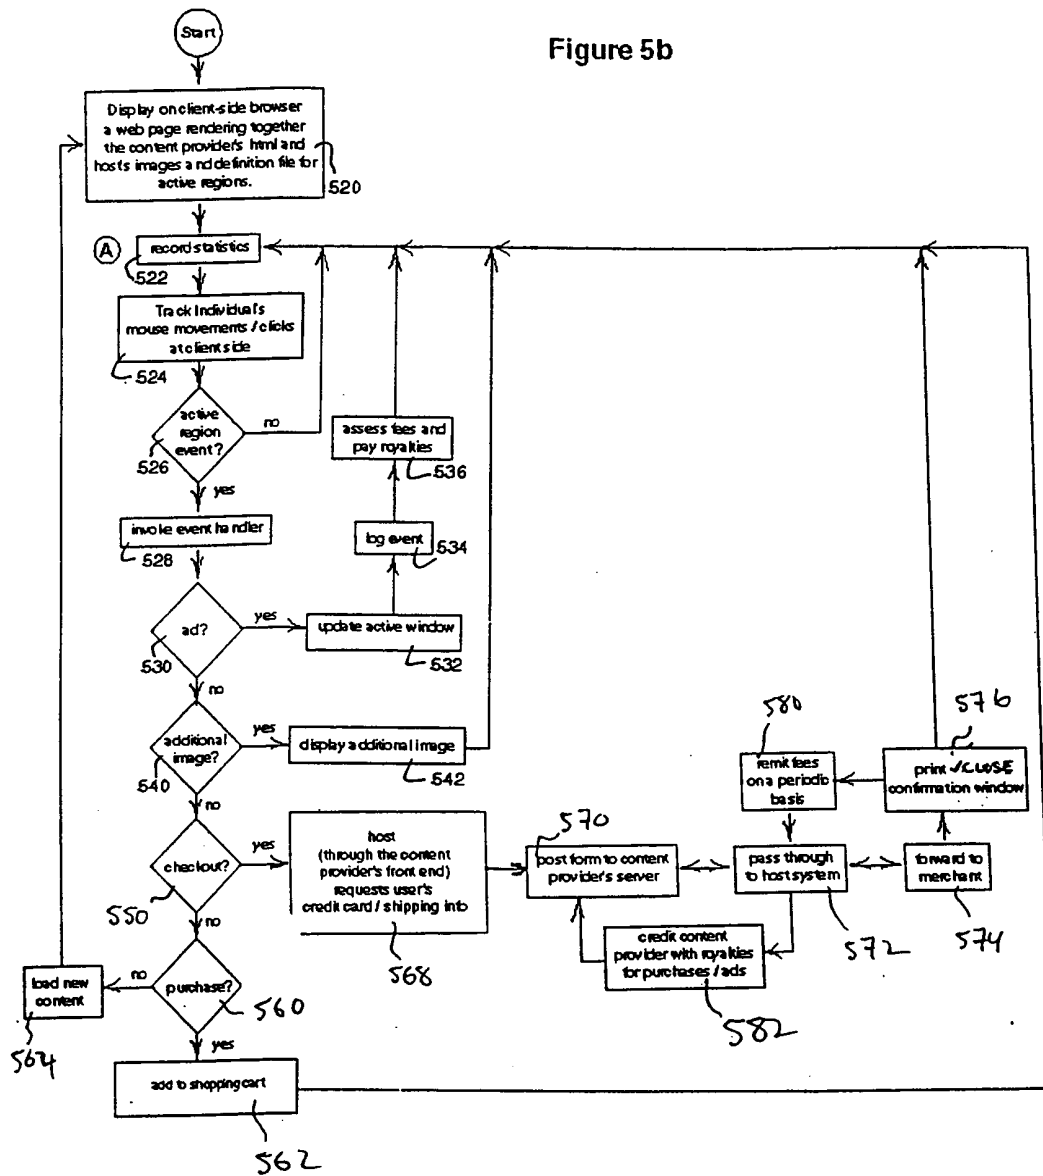 Figure 5b
Start
Display on client-side browser
a web page rendering together
the content provider's html and
hosts images and definition file for
active regions.
520
A
record statistics
522
Track Individual's
mouse movements / clicks
at client side
524
active
region
event?
526
no
yes
invoke event handler
528
assess fees and
pay royalties
536
log event
534
ad?
530
yes
update active window
532
no
additional
image?
540
yes
display additional image
542
no
checkout?
550
yes
host
(through the content
provider's front end)
requests user's
credit card / shipping info
568
570
post form to content
provider's server
580
remit fees
on a periodic
basis
576
print / CLOSE
confirmation window
pass through
to host system
572
forward to
merchant
574
credit content
provider with royalties
for purchases / ads
582
no
purchase?
560
no
load new
content
564
yes
add to shopping cart
562